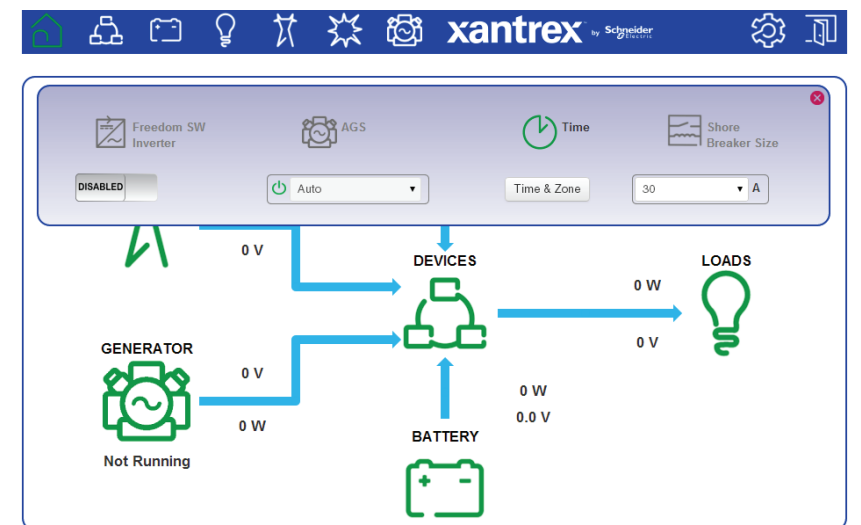 xantrex by Schneider Electric
Freedom SW
Inverter
AGS
Time
Shore
Breaker Size
DISABLED
Auto
Time & Zone
30
A
0 V
DEVICES
LOADS
0 W
0 V
GENERATOR
0 V
0 W
0 W
0.0 V
BATTERY
Not Running
+ -